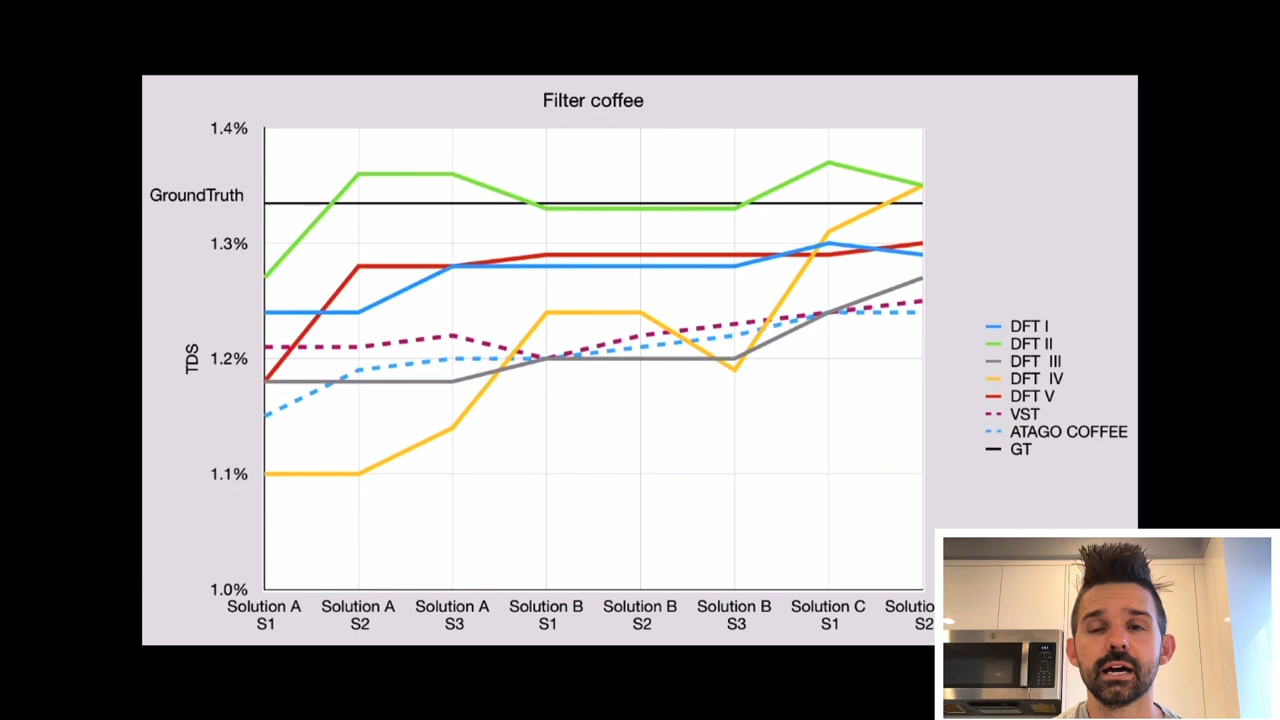 Filter coffee
1.4%
GroundTruth
1.3%
TDS
1.2%
1.1%
1.0%
Solution A Solution A Solution A Solution B Solution B Solution B Solution C
S1 S2 S3 S1 S2 S3 S1 S2
DFT I
DFT II
DFT III
DFT IV
DFT V
VST
ATAGO COFFEE
GT